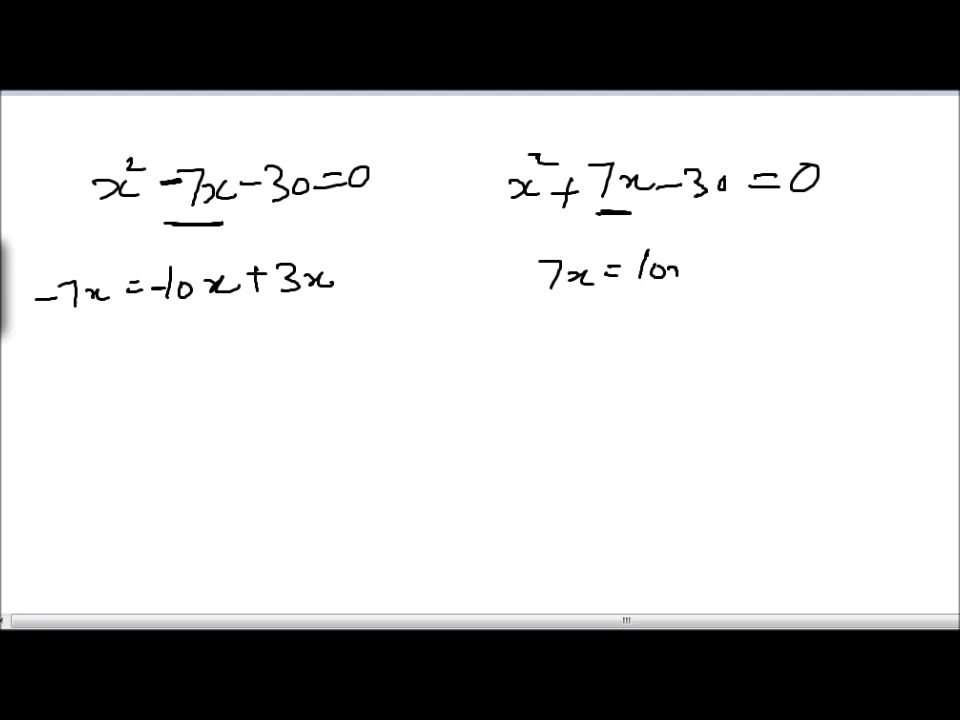 x² - 7x - 30 = 0
x² + 7x - 30 = 0
-7x = -10x + 3x
7x = 10x